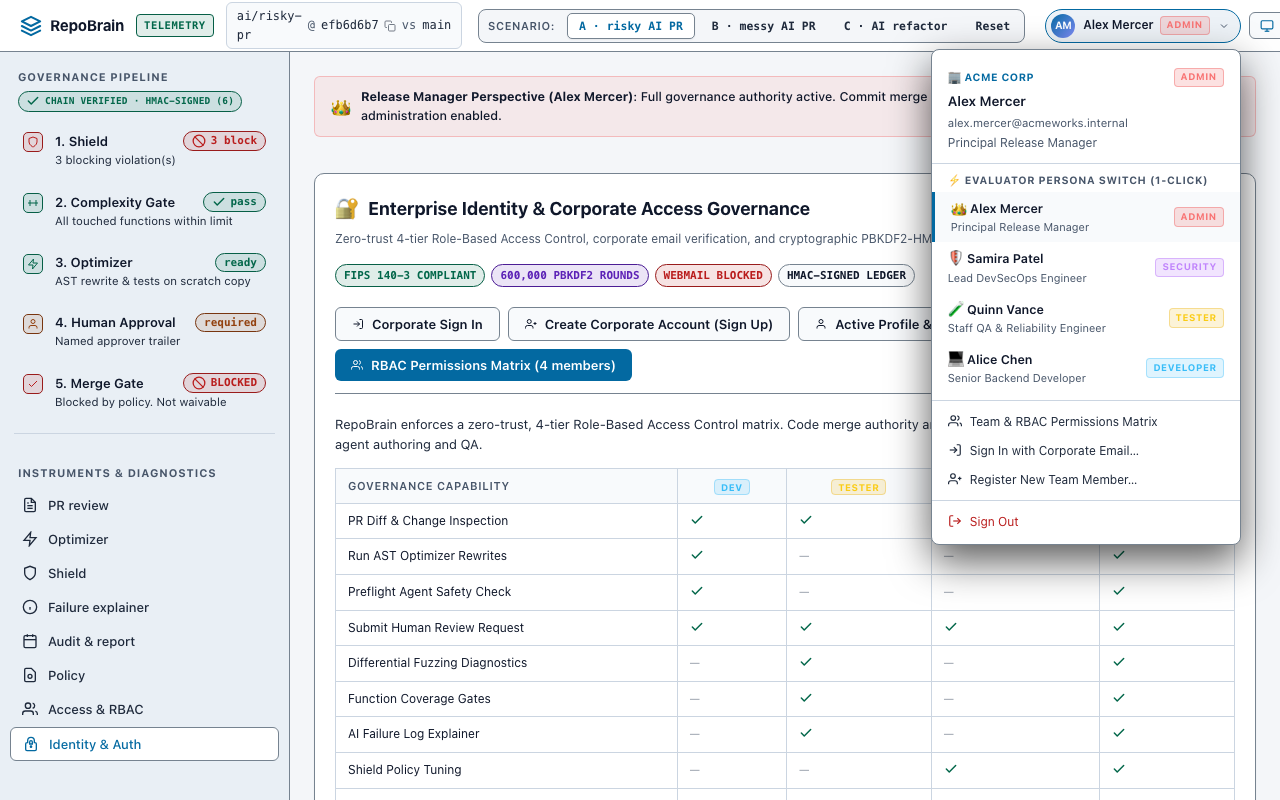 RepoBrain
TELEMETRY
ai/risky-pr @ efb6d6b7 vs main
SCENARIO:
A · risky AI PR
B · messy AI PR
C · AI refactor
Reset
AM
Alex Mercer
ADMIN
GOVERNANCE PIPELINE
CHAIN VERIFIED · HMAC-SIGNED (6)
1. Shield
3 block
3 blocking violation(s)
2. Complexity Gate
pass
All touched functions within limit
3. Optimizer
ready
AST rewrite & tests on scratch copy
4. Human Approval
required
Named approver trailer
5. Merge Gate
BLOCKED
Blocked by policy. Not waivable
INSTRUMENTS & DIAGNOSTICS
PR review
Optimizer
Shield
Failure explainer
Audit & report
Policy
Access & RBAC
Identity & Auth
Release Manager Perspective (Alex Mercer): Full governance authority active. Commit merge
administration enabled.
Enterprise Identity & Corporate Access Governance
Zero-trust 4-tier Role-Based Access Control, corporate email verification, and cryptographic PBKDF2-HM
FIPS 140-3 COMPLIANT
600,000 PBKDF2 ROUNDS
WEBMAIL BLOCKED
HMAC-SIGNED LEDGER
Corporate Sign In
Create Corporate Account (Sign Up)
Active Profile &
RBAC Permissions Matrix (4 members)
RepoBrain enforces a zero-trust, 4-tier Role-Based Access Control matrix. Code merge authority
agent authoring and QA.
GOVERNANCE CAPABILITY
DEV
TESTER
PR Diff & Change Inspection
Run AST Optimizer Rewrites
Preflight Agent Safety Check
Submit Human Review Request
Differential Fuzzing Diagnostics
Function Coverage Gates
AI Failure Log Explainer
Shield Policy Tuning
ACME CORP
ADMIN
Alex Mercer
alex.mercer@acmeworks.internal
Principal Release Manager
EVALUATOR PERSONA SWITCH (1-CLICK)
Alex Mercer
ADMIN
Principal Release Manager
Samira Patel
SECURITY
Lead DevSecOps Engineer
Quinn Vance
TESTER
Staff QA & Reliability Engineer
Alice Chen
DEVELOPER
Senior Backend Developer
Team & RBAC Permissions Matrix
Sign In with Corporate Email...
Register New Team Member...
Sign Out